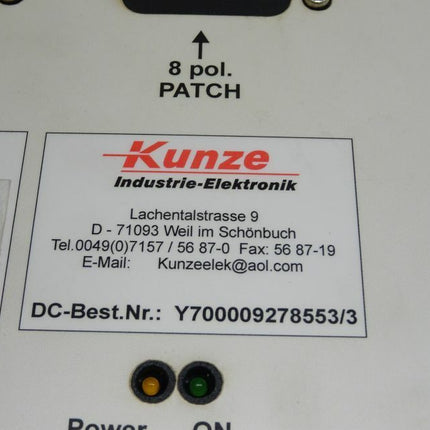 8 pol.
PATCH
Kunze
Industrie-Elektronik
Lachentalstrasse 9
D - 71093 Weil im Schönbuch
Tel.0049(0)7157 / 56 87-0 Fax: 56 87-19
E-Mail: Kunzeelek@aol.com
DC-Best.Nr.: Y700009278553/3
Power ON